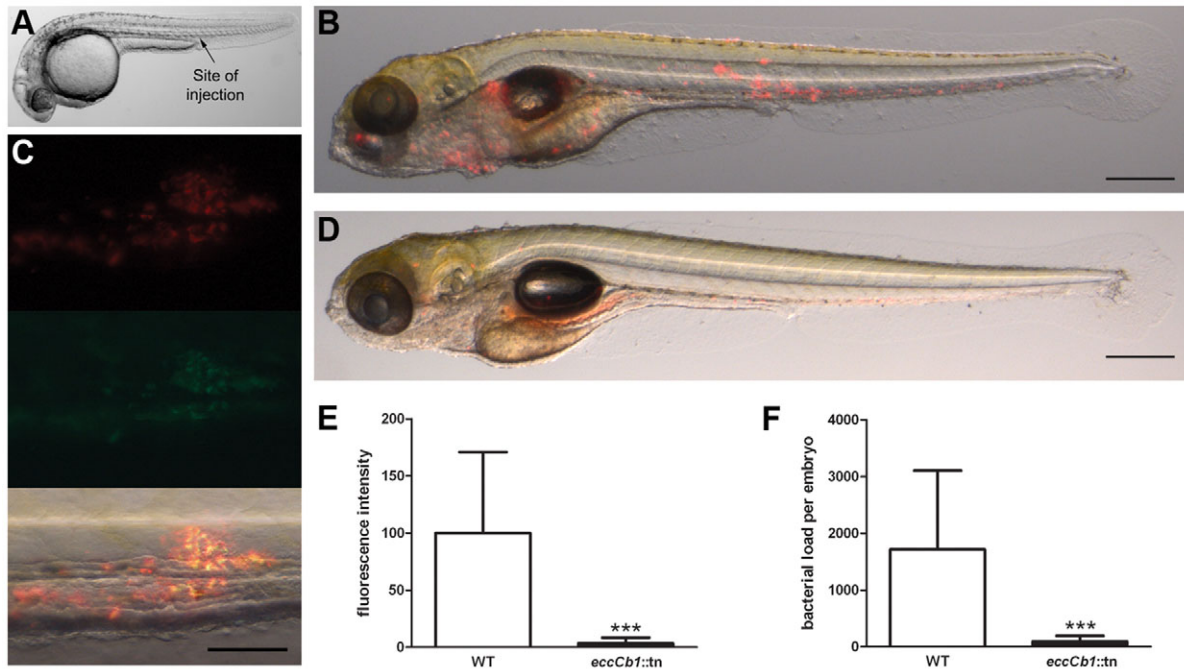 A
Site of
injection
B
C
D
E
fluorescence intensity
200
150
100
50
0
WT
***
eccCb1::tn
F
bacterial load per embryo
4000
3000
2000
1000
0
WT
***
eccCb1::tn